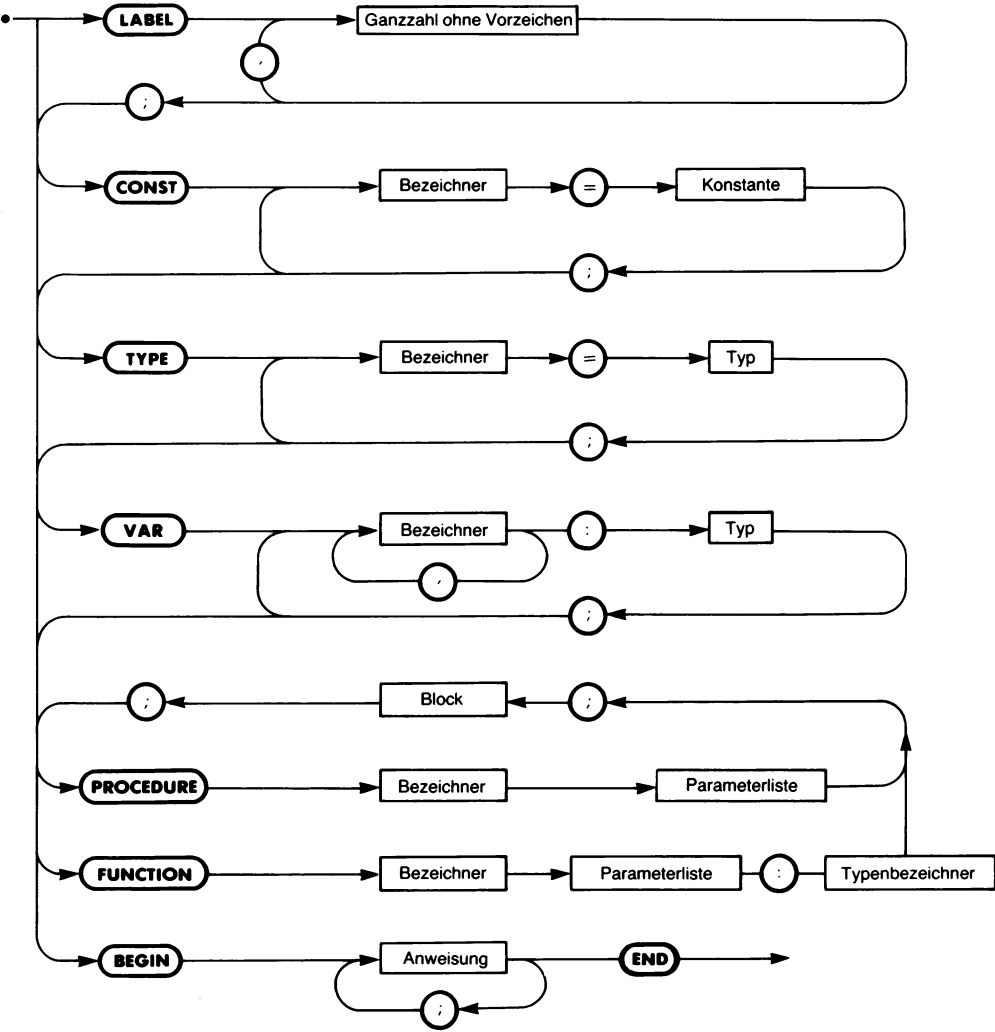 LABEL Ganzzahl ohne Vorzeichen
,
;
CONST Bezeichner = Konstante
;
TYPE Bezeichner = Typ
;
VAR Bezeichner : Typ
,
;
; Block ;
PROCEDURE Bezeichner Parameterliste
FUNCTION Bezeichner Parameterliste : Typenbezeichner
BEGIN Anweisung END
;